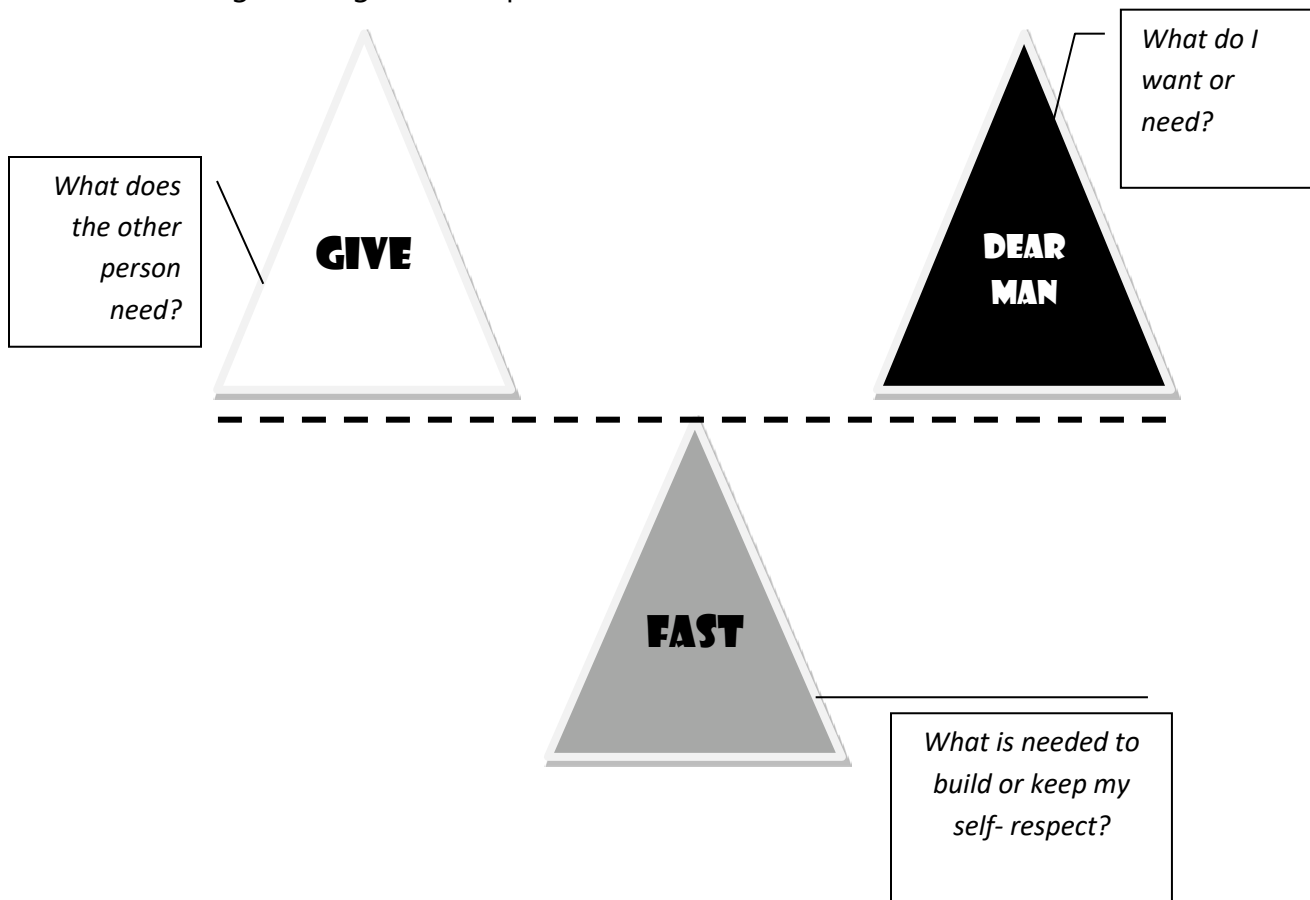 What do I
want or
need?
What does
the other
person
need?
GIVE
DEAR
MAN
FAST
What is needed to
build or keep my
self- respect?